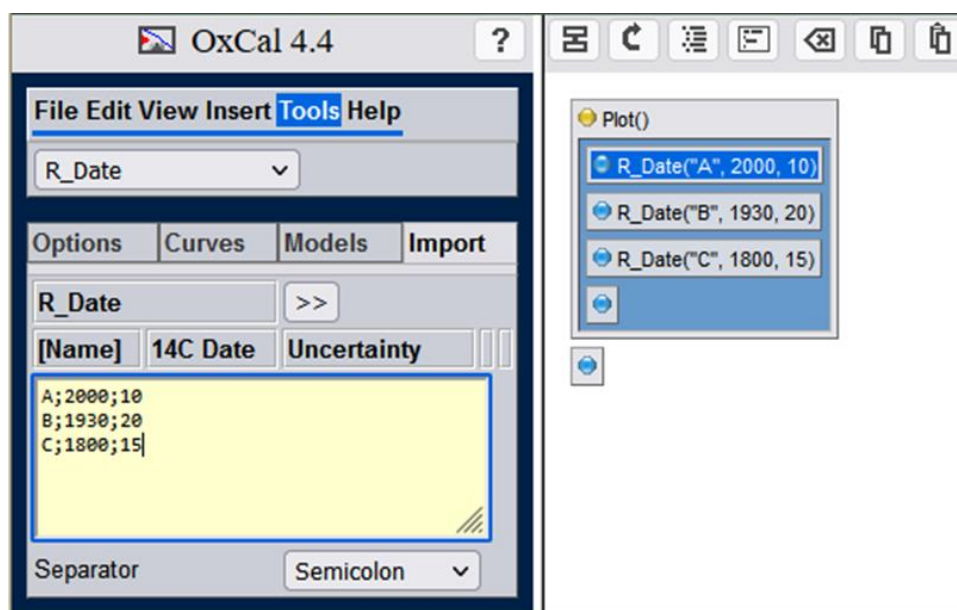 OxCal 4.4
?
File Edit View Insert Tools Help
R_Date
Options Curves Models Import
R_Date >>
[Name] 14C Date Uncertainty
A;2000;10
B;1930;20
C;1800;15
Separator Semicolon
Plot()
R_Date("A", 2000, 10)
R_Date("B", 1930, 20)
R_Date("C", 1800, 15)